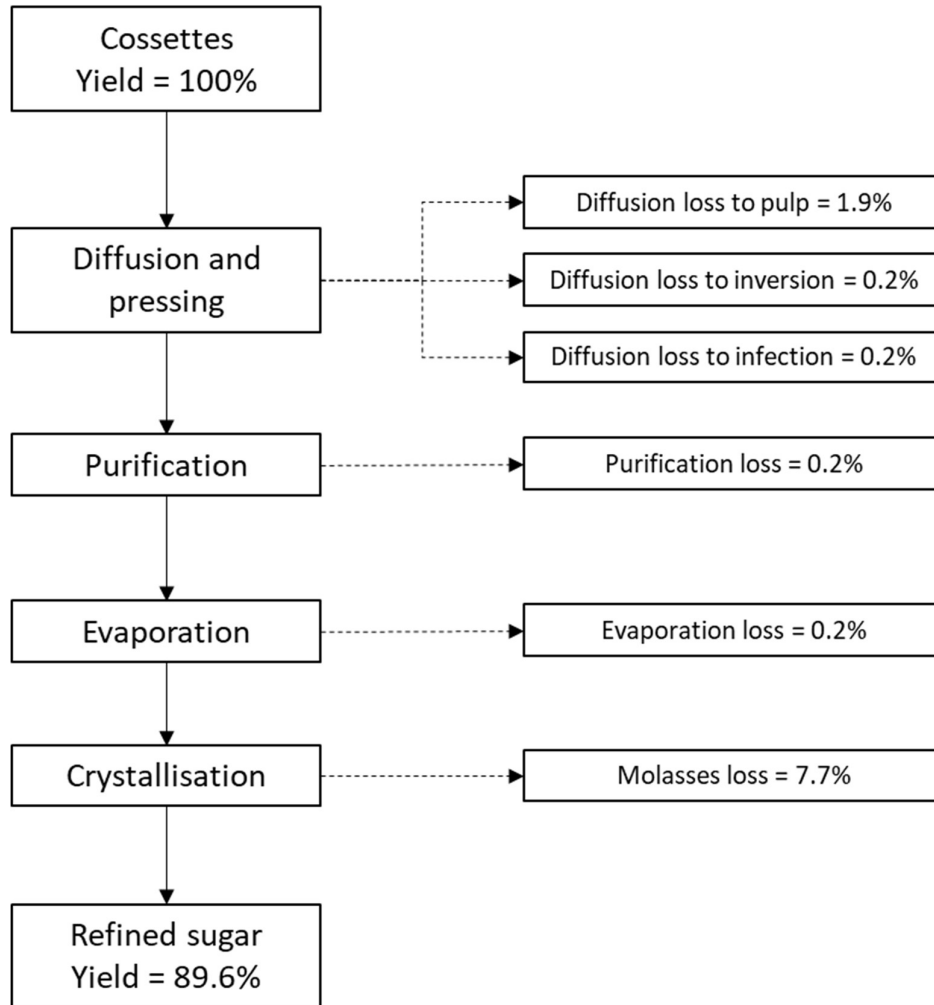 Cossettes
Yield = 100%
Diffusion and
pressing
Diffusion loss to pulp = 1.9%
Diffusion loss to inversion = 0.2%
Diffusion loss to infection = 0.2%
Purification
Purification loss = 0.2%
Evaporation
Evaporation loss = 0.2%
Crystallisation
Molasses loss = 7.7%
Refined sugar
Yield = 89.6%